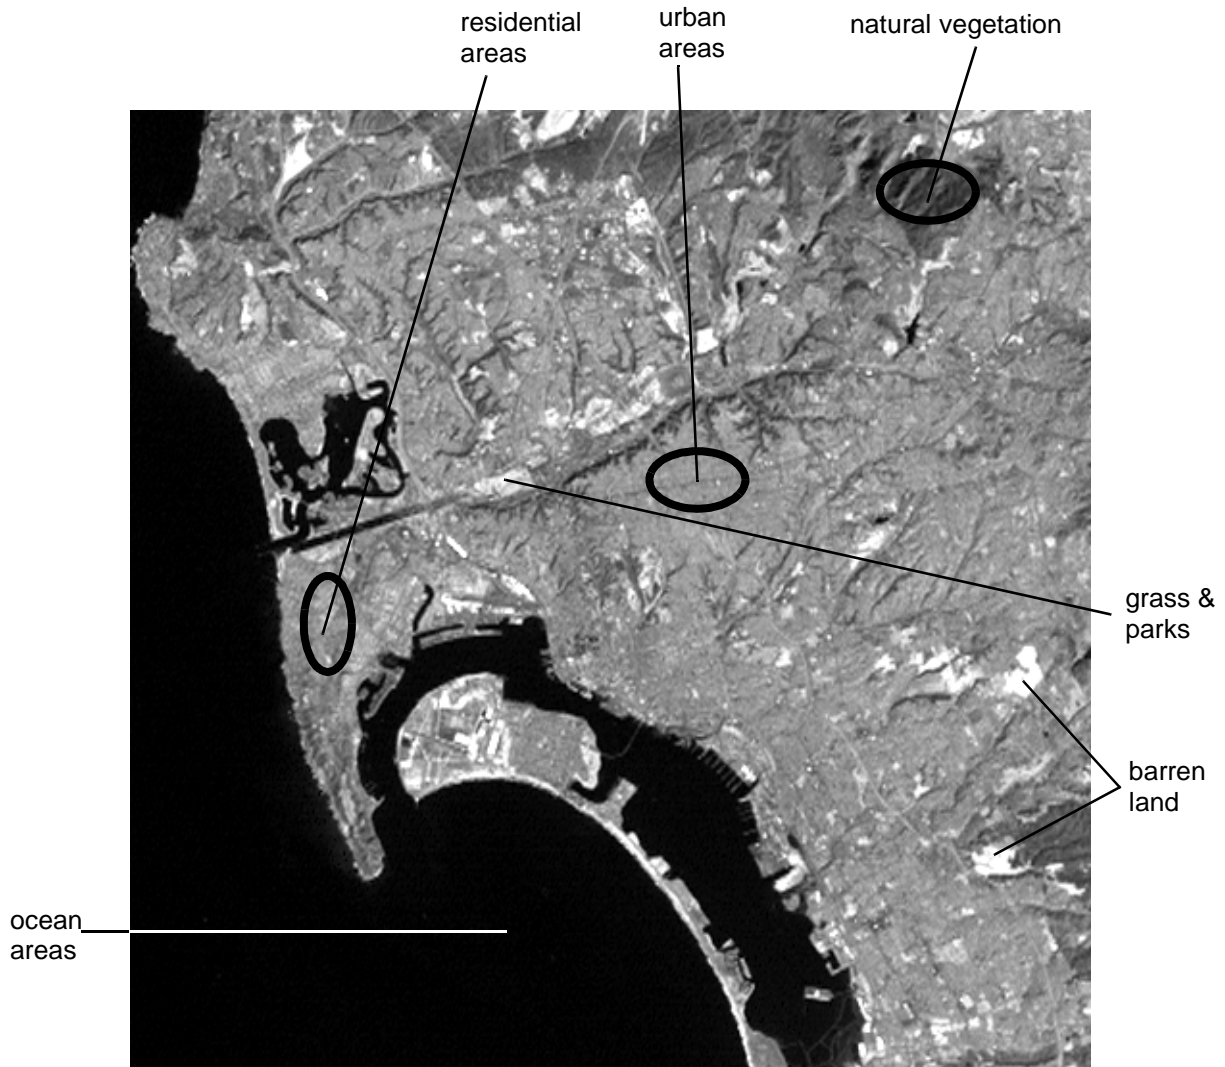 residential
areas
urban
areas
natural vegetation
grass &
parks
barren
land
ocean
areas